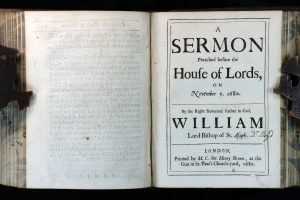 A
SERMON
Preached before the
House of Lords,
ON
November 5. 1680.
By the Right Reverend Father in God,
WILLIAM
Lord Bishop of St. Asaph.
LONDON,
Printed by M. C. for Henry Brome, at the
Gun in St. Paul's Church-yard, 1680.